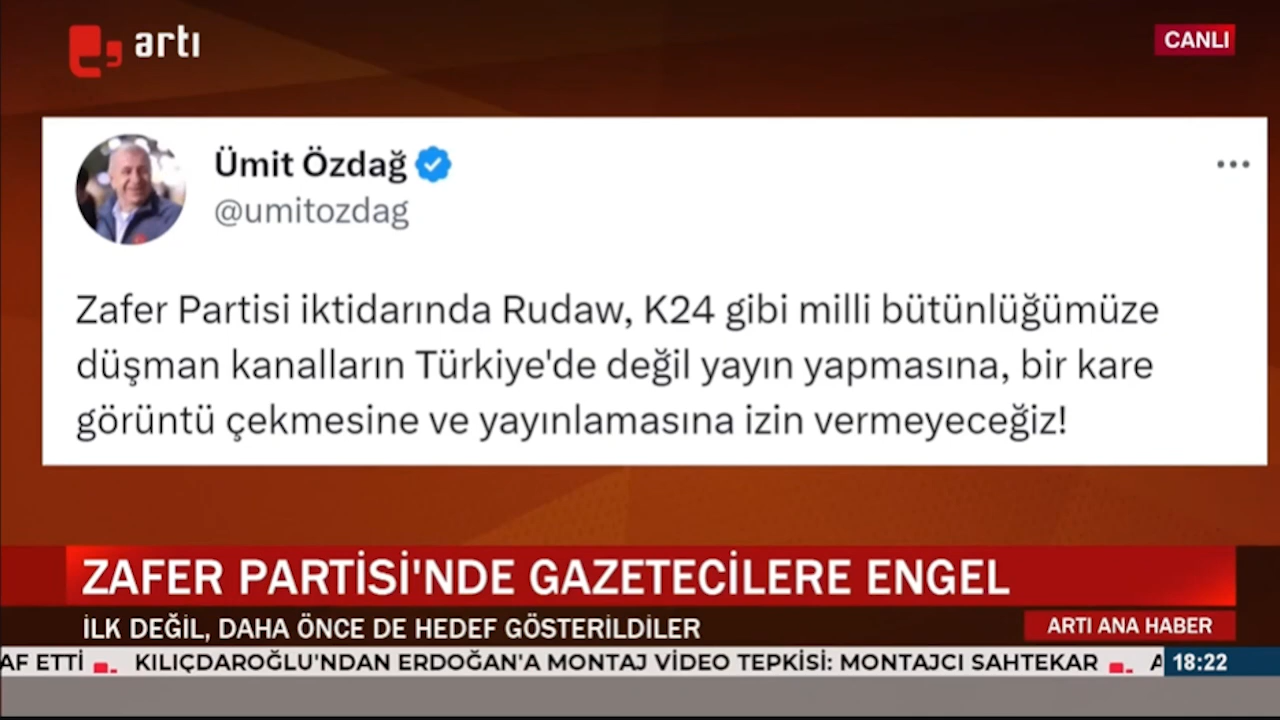 artı
CANLI
Ümit Özdağ
@umitozdag
Zafer Partisi iktidarında Rudaw, K24 gibi milli bütünlüğümüze
düşman kanalların Türkiye'de değil yayın yapmasına, bir kare
görüntü çekmesine ve yayınlamasına izin vermeyeceğiz!
ZAFER PARTİSİ'NDE GAZETECİLERE ENGEL
İLK DEĞİL, DAHA ÖNCE DE HEDEF GÖSTERİLDİLER
ARTI ANA HABER
AF ETTİ KILIÇDAROĞLU'NDAN ERDOĞAN'A MONTAJ VİDEO TEPKİSİ: MONTAJCI SAHTEKAR A 18:22